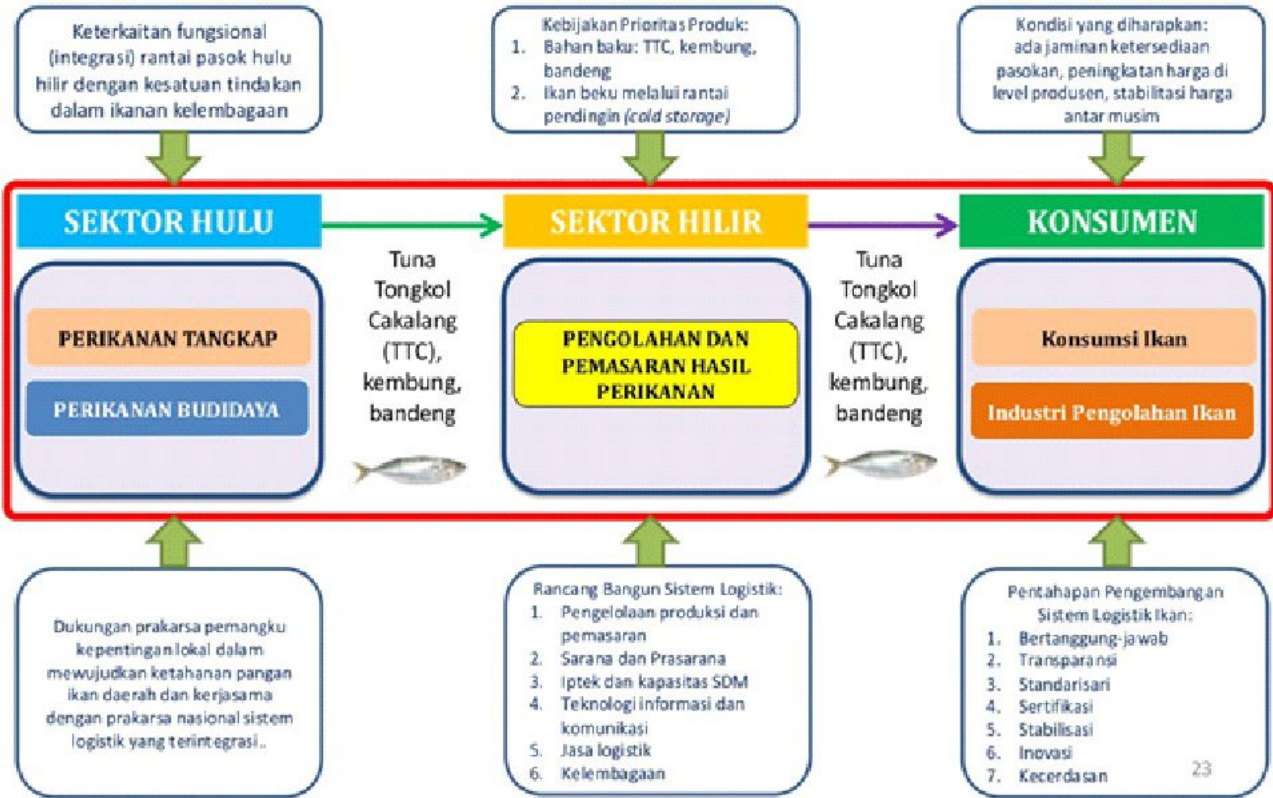 Keterkaitan fungsional
(integrasi) rantai pasok hulu
hilir dengan kesatuan tindakan
dalam ikanan kelembagaan
Kebijakan Prioritas Produk:
1. Bahan baku: TTC, kembung,
bandeng
2. Ikan beku melalui rantai
pendingin (cold storage)
Kondisi yang diharapkan:
ada jaminan ketersediaan
pasokan, peningkatan harga di
level produsen, stabilitasi harga
antar musim
SEKTOR HULU
PERIKANAN TANGKAP
PERIKANAN BUDIDAYA
Tuna
Tongkol
Cakalang
(TTC),
kembung,
bandeng
SEKTOR HILIR
PENGOLAHAN DAN
PEMASARAN HASIL
PERIKANAN
Tuna
Tongkol
Cakalang
(TTC),
kembung,
bandeng
KONSUMEN
Konsumsi Ikan
Industri Pengolahan Ikan
Dukungan prakarsa pemangku
kepentingan lokal dalam
mewujudkan ketahanan pangan
ikan daerah dan kerjasama
dengan prakarsa nasional sistem
logistik yang terintegrasi..
Rancang Bangun Sistem Logistik:
1. Pengelolaan produksi dan
pemasaran
2. Sarana dan Prasarana
3. Iptek dan kapasitas SDM
4. Teknologi informasi dan
komunikasi
5. Jasa logistik
6. Kelembagaan
Pentahapan Pengembangan
Sistem Logistik Ikan:
1. Bertanggung-jawab
2. Transparansi
3. Standarisari
4. Sertifikasi
5. Stabilisasi
6. Inovasi
7. Kecerdasan
23